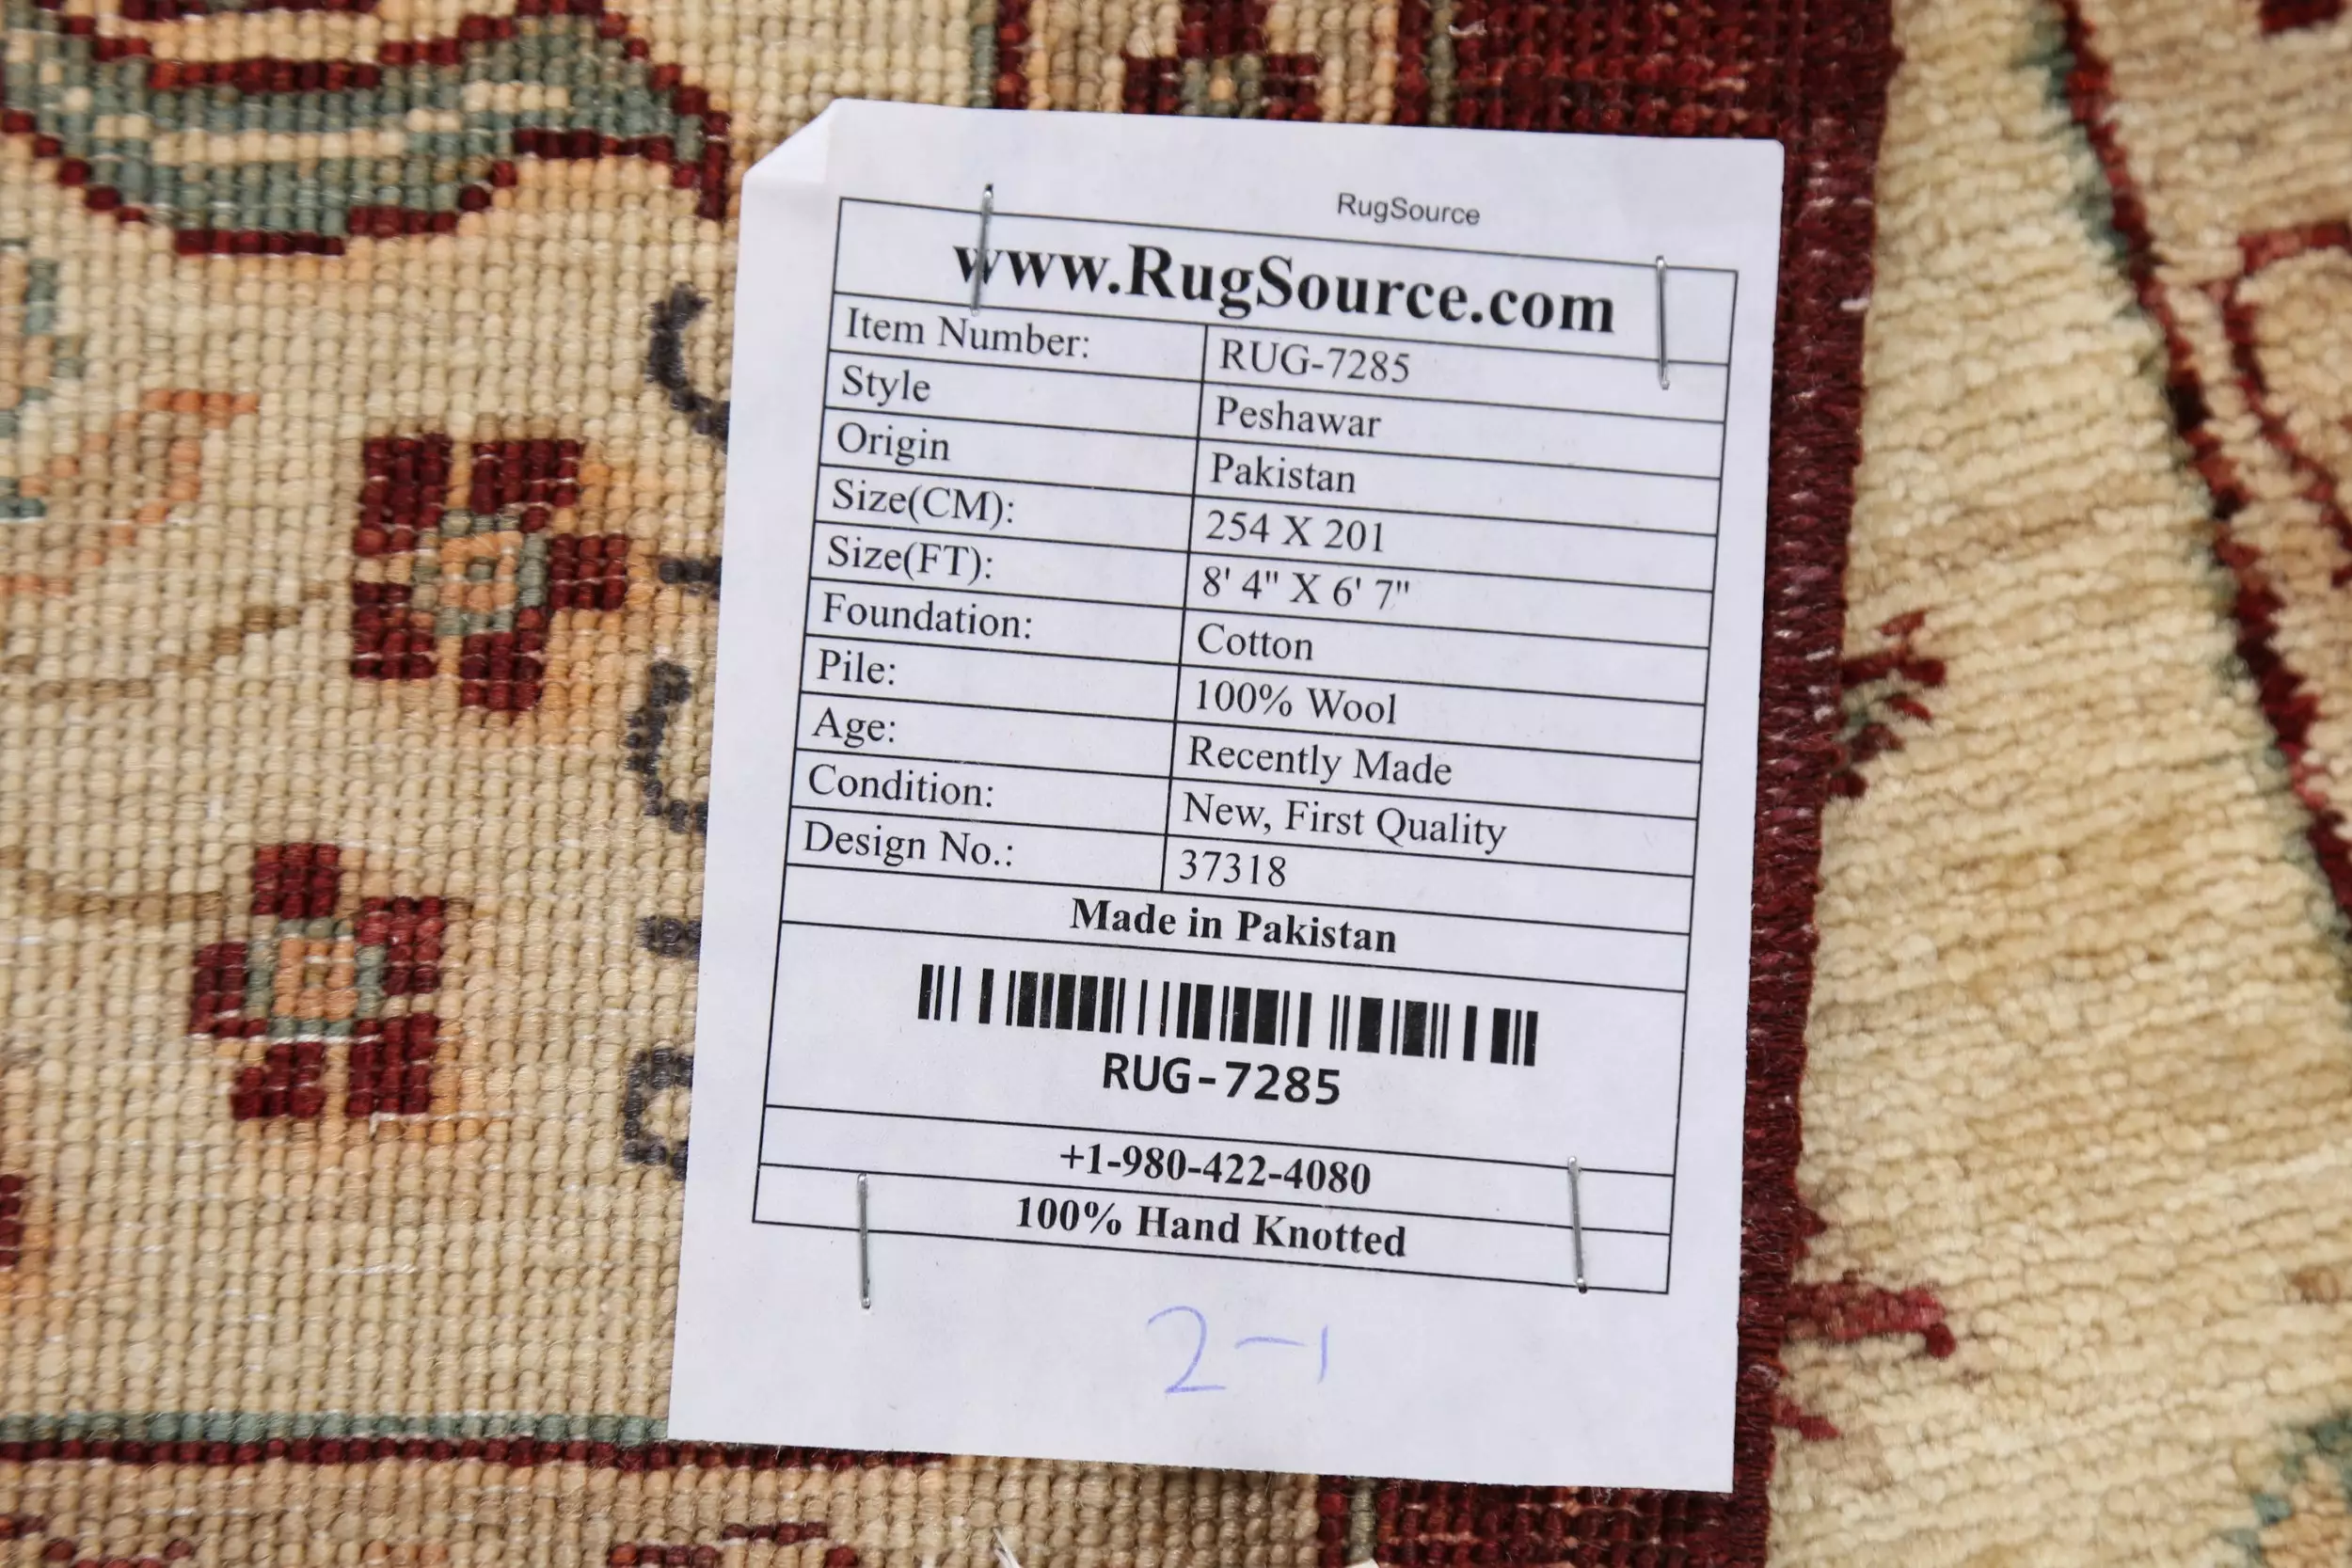 RugSource
www.RugSource.com
Item Number: RUG-7285
Style Peshawar
Origin Pakistan
Size(CM): 254 X 201
Size(FT): 8' 4" X 6' 7"
Foundation: Cotton
Pile: 100% Wool
Age: Recently Made
Condition: New, First Quality
Design No.: 37318
Made in Pakistan
RUG-7285
+1-980-422-4080
100% Hand Knotted
2-1